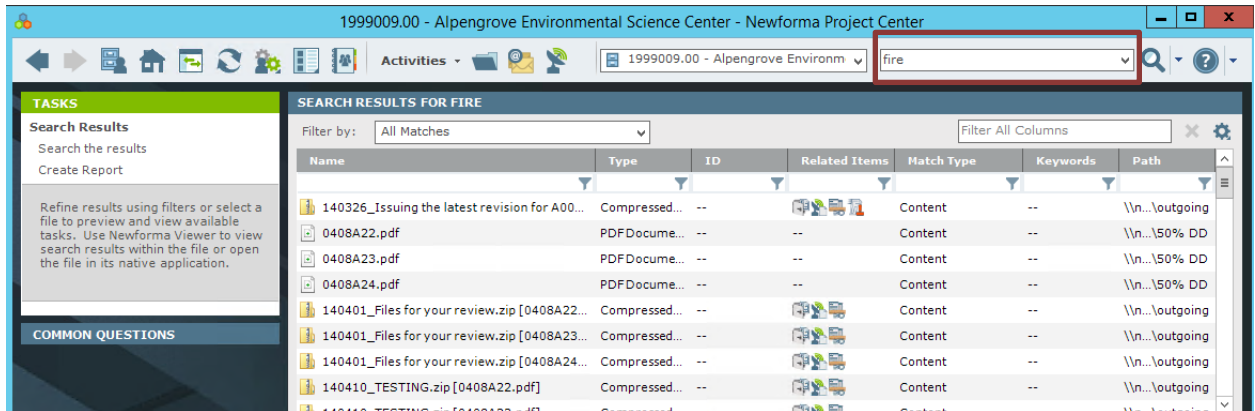 1999009.00 - Alpengrove Environmental Science Center - Newforma Project Center
Activities
1999009.00 - Alpengrove Environm
fire
TASKS
Search Results
Search the results
Create Report
Refine results using filters or select a
file to preview and view available
tasks. Use Newforma Viewer to view
search results within the file or open
the file in its native application.
COMMON QUESTIONS
SEARCH RESULTS FOR FIRE
Filter by: All Matches Filter All Columns
Name Type ID Related Items Match Type Keywords Path
140326_Issuing the latest revision for A00... Compressed... -- Content -- \\n...\outgoing
0408A22.pdf PDFDocume... -- -- Content -- \\n...\50% DD
0408A23.pdf PDFDocume... -- -- Content -- \\n...\50% DD
0408A24.pdf PDFDocume... -- -- Content -- \\n...\50% DD
140401_Files for your review.zip [0408A22... Compressed... -- Content -- \\n...\outgoing
140401_Files for your review.zip [0408A23... Compressed... -- Content -- \\n...\outgoing
140401_Files for your review.zip [0408A24... Compressed... -- Content -- \\n...\outgoing
140410_TESTING.zip [0408A22.pdf] Compressed... -- Content -- \\n...\outgoing